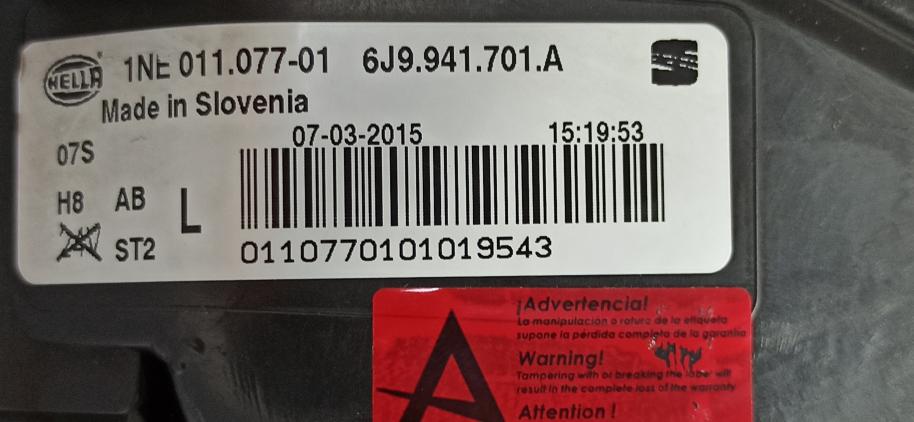 HELLA 1NE 011.077-01 6J9.941.701.A
Made in Slovenia
07-03-2015 15:19:53
07S
H8 AB L
ST2
0110770101019543
¡Advertencia!
La manipulación o rotura de la etiqueta
supone la pérdida completa de la garantía
Warning!
Tampering with or breaking the label will
result in the complete loss of the warranty
Attention !